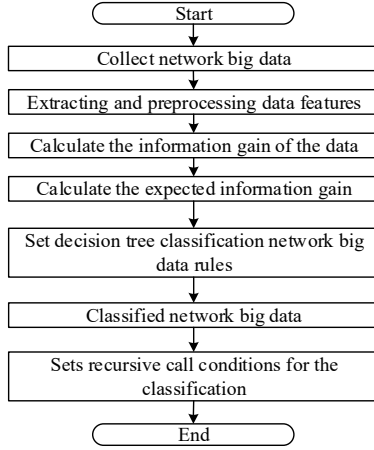 Start
Collect network big data
Extracting and preprocessing data features
Calculate the information gain of the data
Calculate the expected information gain
Set decision tree classification network big
data rules
Classified network big data
Sets recursive call conditions for the
classification
End